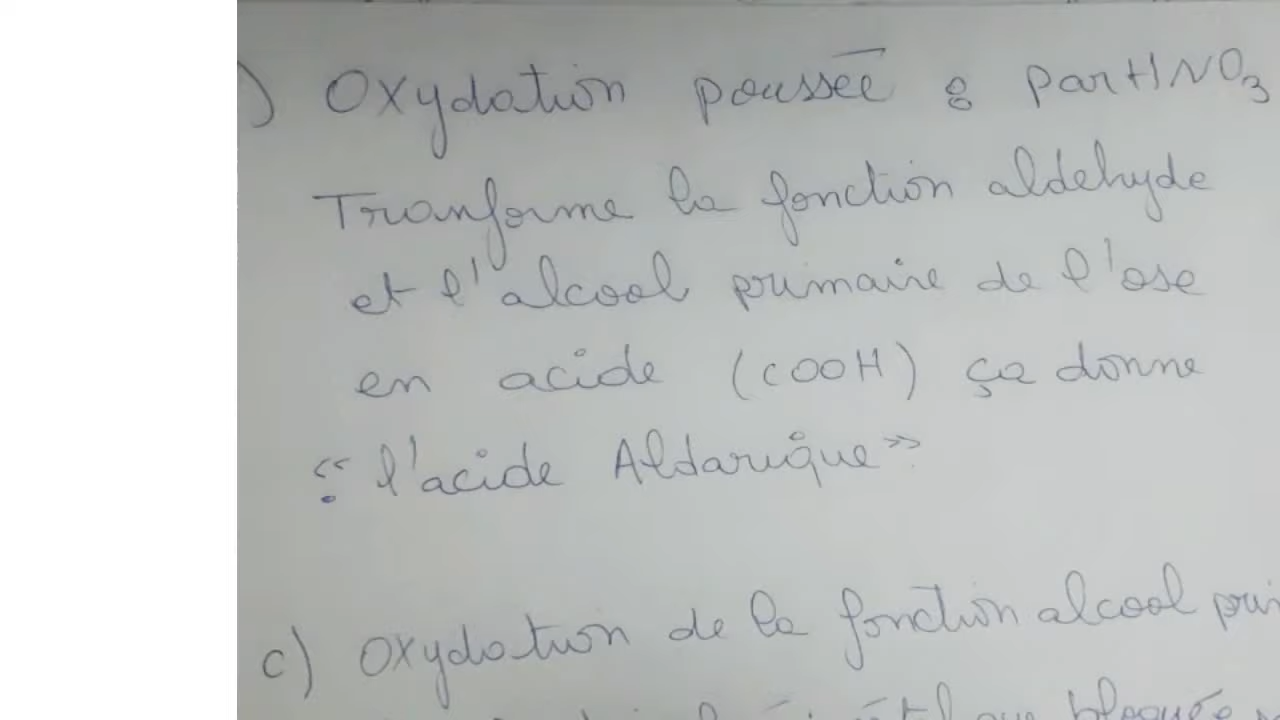 ) Oxydation poussée : par HNO3
Tranforme la fonction aldehyde
et l'alcool primaire de l'ose
en acide (COOH) ça donne
"l'acide Aldarique"
c) Oxydation de la fonction alcool pri